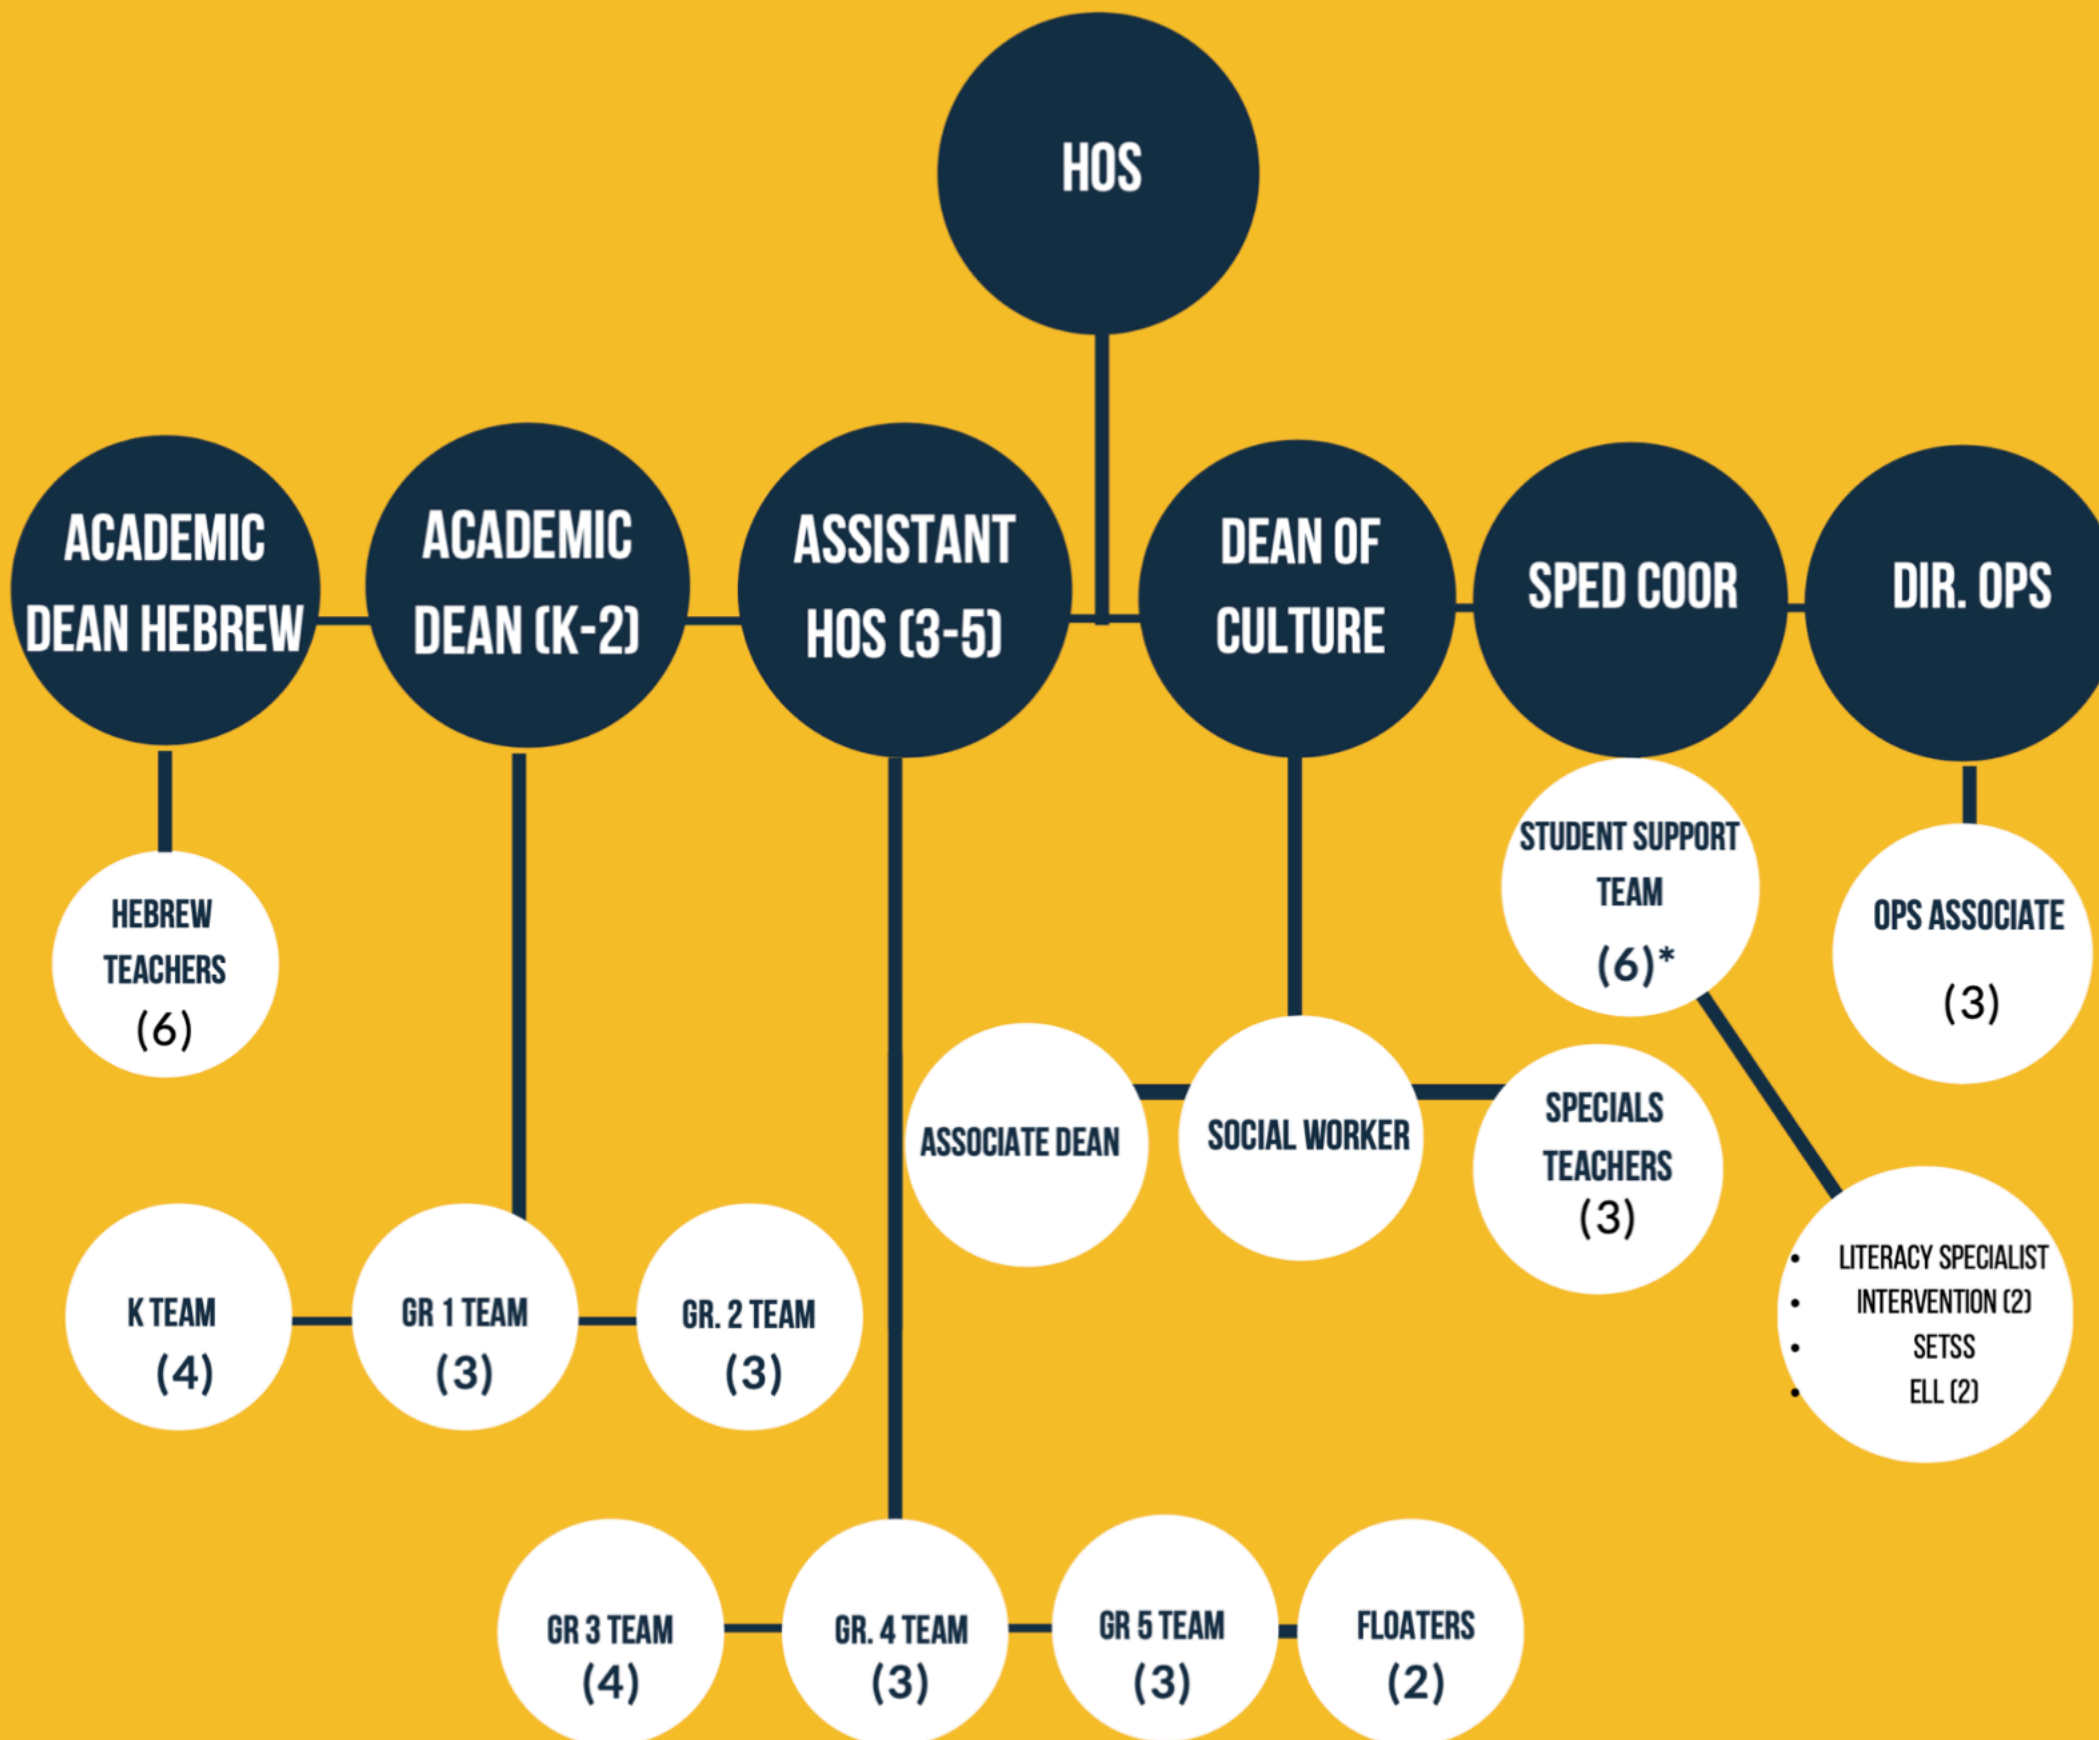 HOS
ACADEMIC
DEAN HEBREW
ACADEMIC
DEAN (K-2)
ASSISTANT
HOS (3-5)
DEAN OF
CULTURE
SPED COOR
DIR. OPS
HEBREW
TEACHERS
(6)
STUDENT SUPPORT
TEAM
(6)*
OPS ASSOCIATE
(3)
ASSOCIATE DEAN
SOCIAL WORKER
SPECIALS
TEACHERS
(3)
K TEAM
(4)
GR 1 TEAM
(3)
GR. 2 TEAM
(3)
• LITERACY SPECIALIST
• INTERVENTION (2)
• SETSS
• ELL (2)
GR 3 TEAM
(4)
GR. 4 TEAM
(3)
GR 5 TEAM
(3)
FLOATERS
(2)